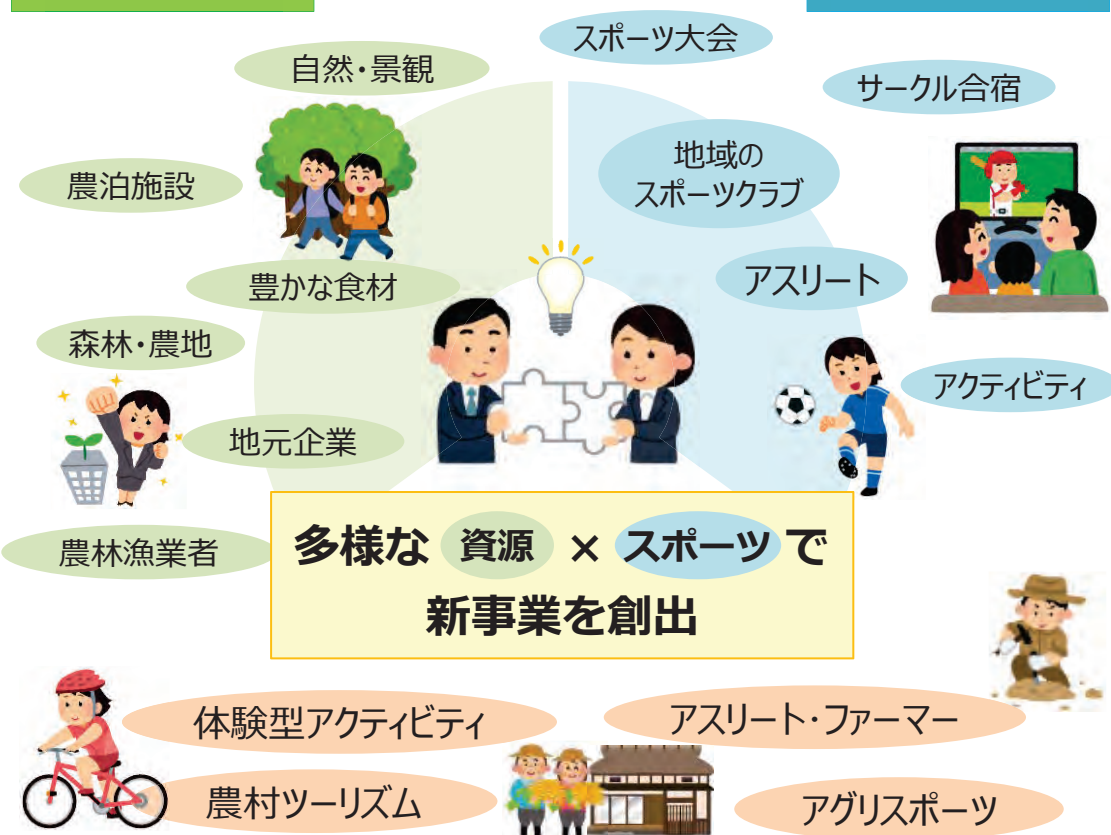 スポーツ大会
自然・景観
サークル合宿
地域の
スポーツクラブ
農泊施設
アスリート
豊かな食材
森林・農地
アクティビティ
地元企業
農林漁業者
多様な 資源 × スポーツ で
新事業を創出
体験型アクティビティ
アスリート・ファーマー
農村ツーリズム
アグリスポーツ